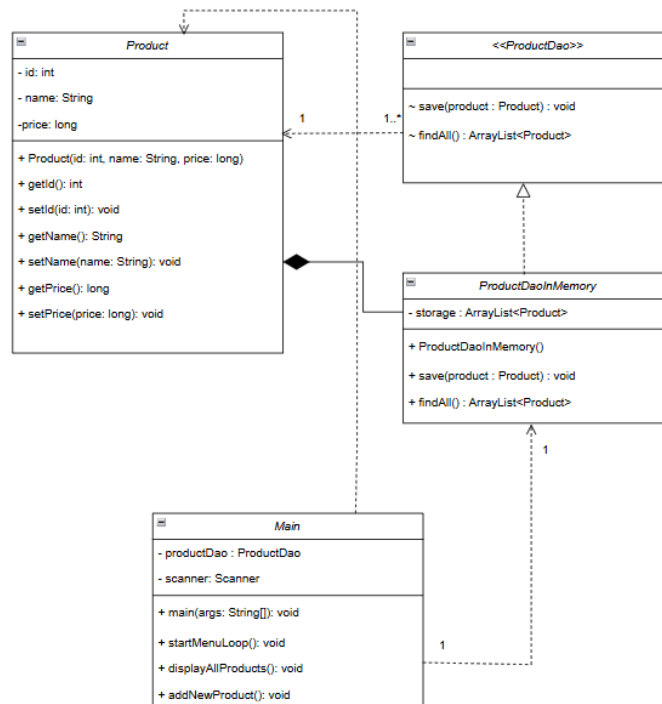 Product
- id: int
- name: String
-price: long
+ Product(id: int, name: String, price: long)
+ getId(): int
+ setId(id: int): void
+ getName(): String
+ setName(name: String): void
+ getPrice(): long
+ setPrice(price: long): void
1
1..*
<<ProductDao>>
~ save(product : Product) : void
~ findAll() : ArrayList<Product>
ProductDaoInMemory
- storage : ArrayList<Product>
+ ProductDaoInMemory()
+ save(product : Product) : void
+ findAll() : ArrayList<Product>
1
Main
- productDao : ProductDao
- scanner: Scanner
+ main(args: String[]): void
+ startMenuLoop(): void
+ displayAllProducts(): void
+ addNewProduct(): void
1